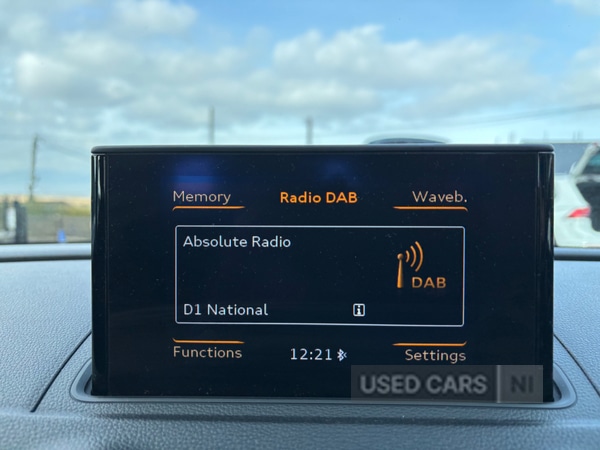 Memory Radio DAB Waveb.
Absolute Radio
DAB
D1 National i
Functions 12:21 Settings
USED CARS NI